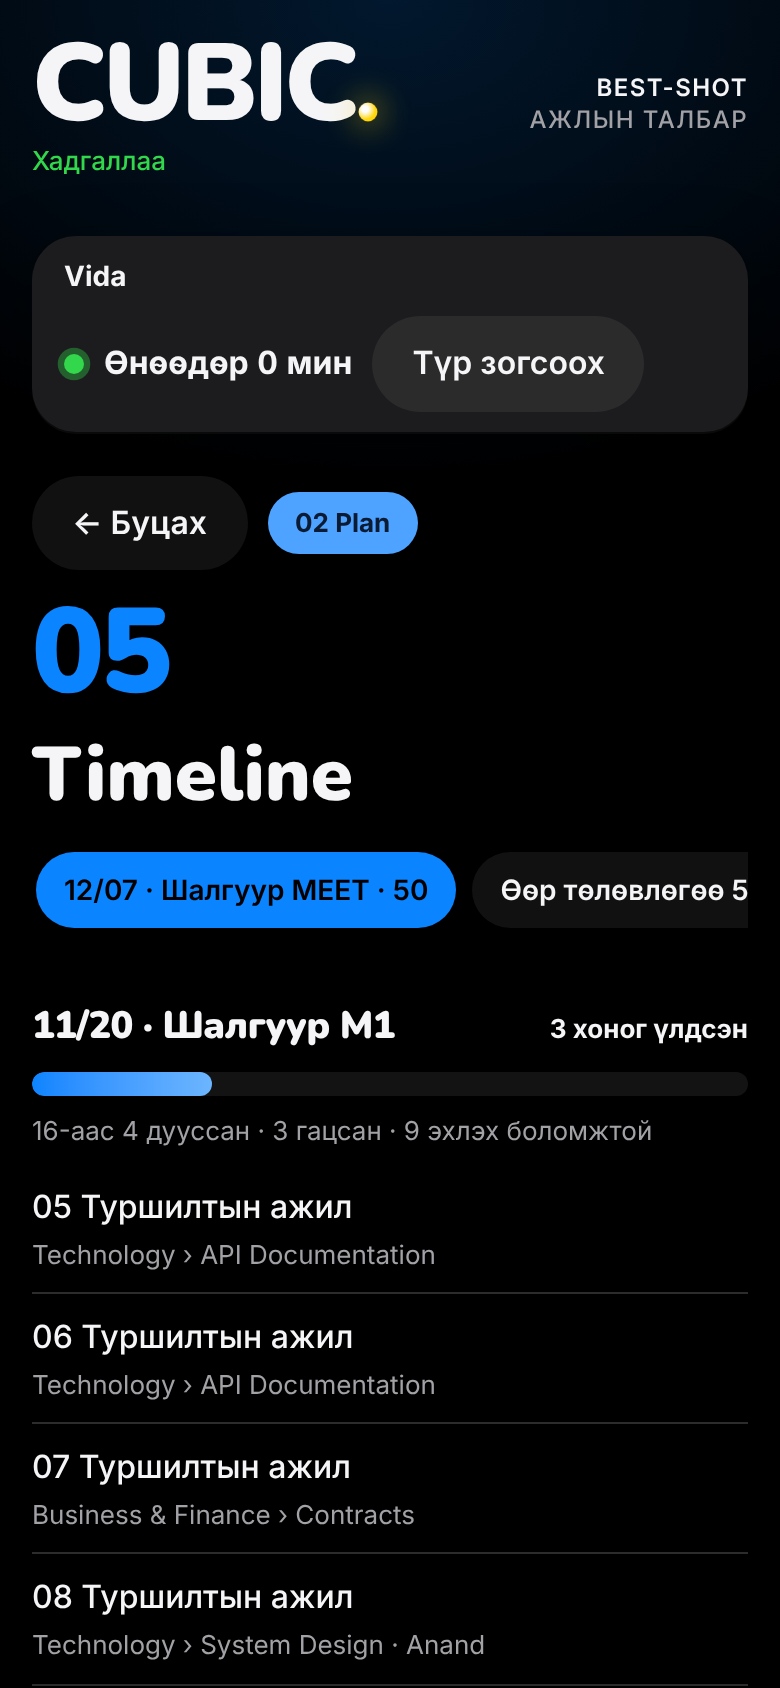 CUBIC.
BEST-SHOT
АЖЛЫН ТАЛБАР
Хадгаллаа
Vida
Өнөөдөр 0 мин
Түр зогсоох
← Буцах
02 Plan
05
Timeline
12/07 · Шалгуур MEET · 50
Өөр төлөвлөгөө 5
11/20 · Шалгуур M1
3 хоног үлдсэн
16-аас 4 дууссан · 3 гацсан · 9 эхлэх боломжтой
05 Туршилтын ажил
Technology › API Documentation
06 Туршилтын ажил
Technology › API Documentation
07 Туршилтын ажил
Business & Finance › Contracts
08 Туршилтын ажил
Technology › System Design · Anand